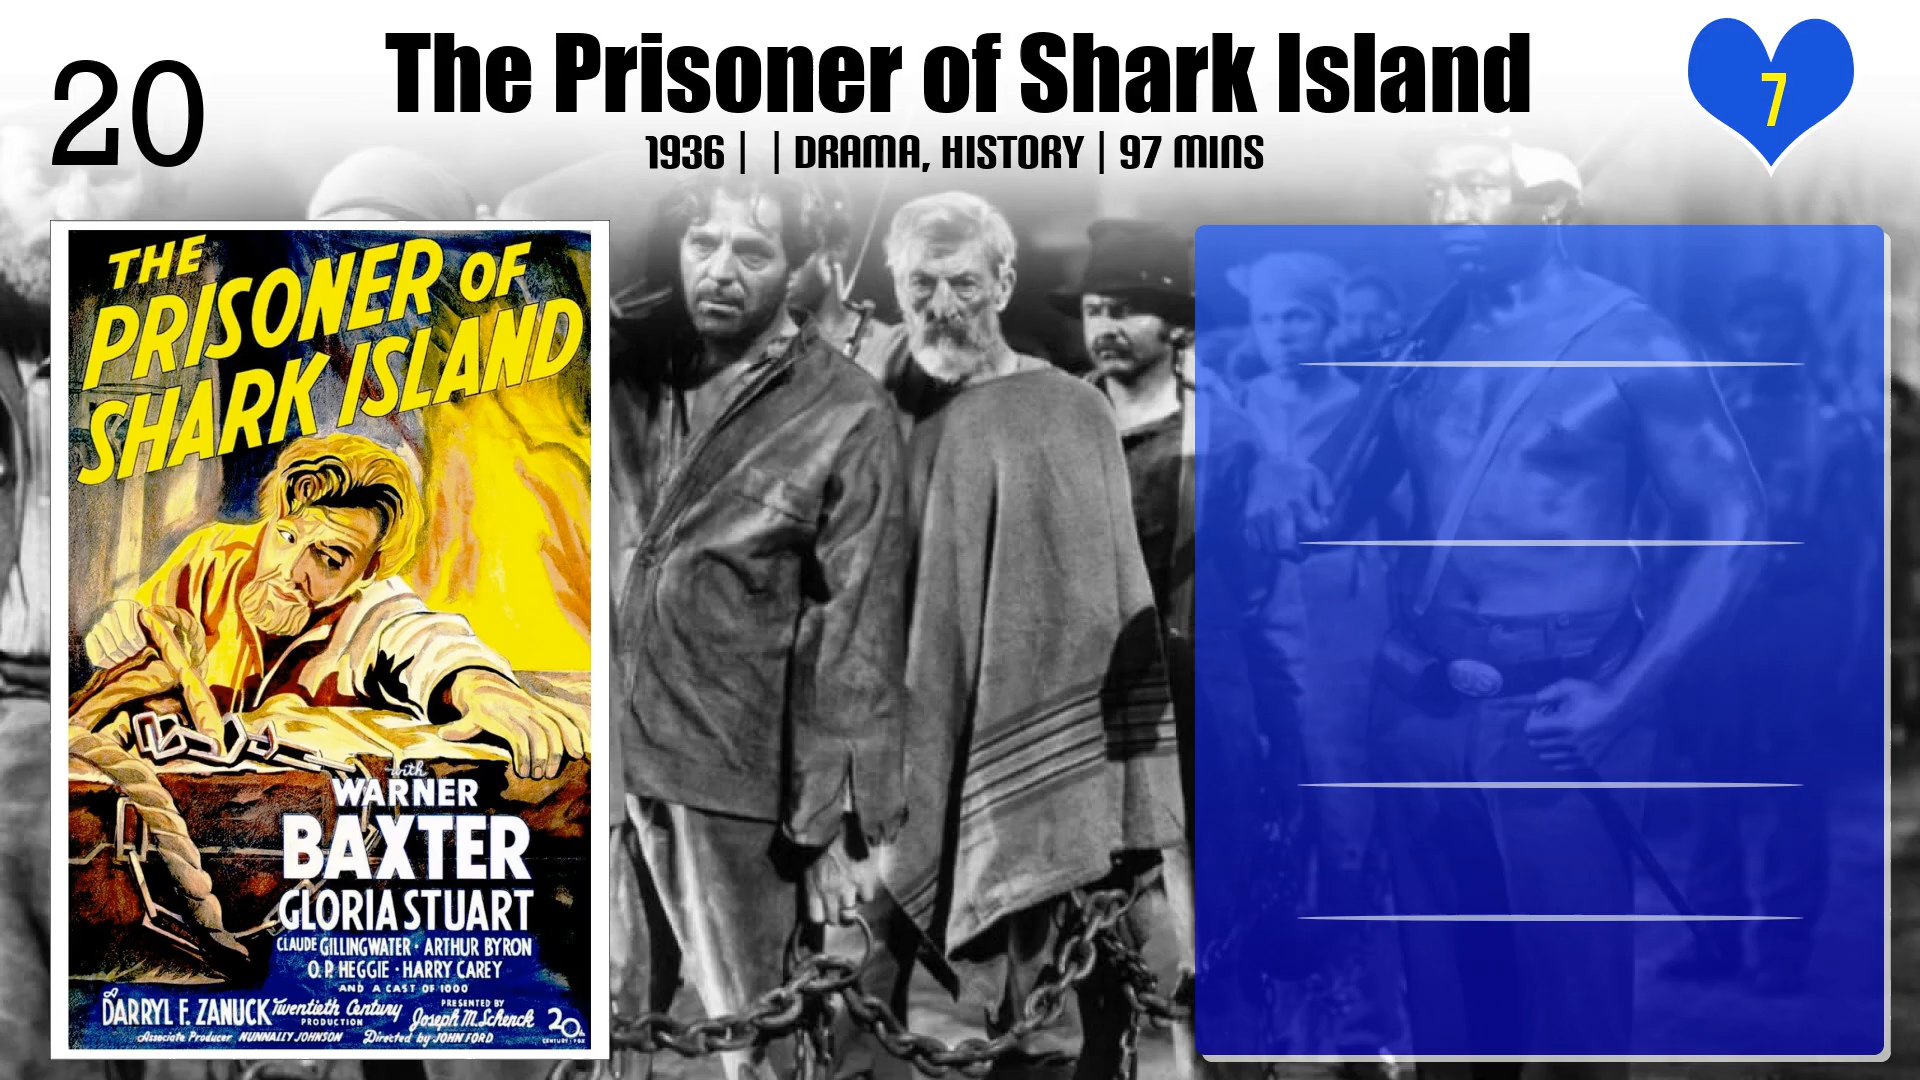 20
The Prisoner of Shark Island
7
1936 | | DRAMA, HISTORY | 97 MINS
THE
PRISONER OF
SHARK ISLAND
with
WARNER
BAXTER
GLORIA STUART
CLAUDE GILLINGWATER · ARTHUR BYRON
O. P. HEGGIE · HARRY CAREY
AND A CAST OF 1000
A
DARRYL F. ZANUCK Twentieth Century PRODUCTION
PRESENTED BY Joseph M. Schenck
Associate Producer NUNNALLY JOHNSON Directed by JOHN FORD
20th
CENTURY-FOX